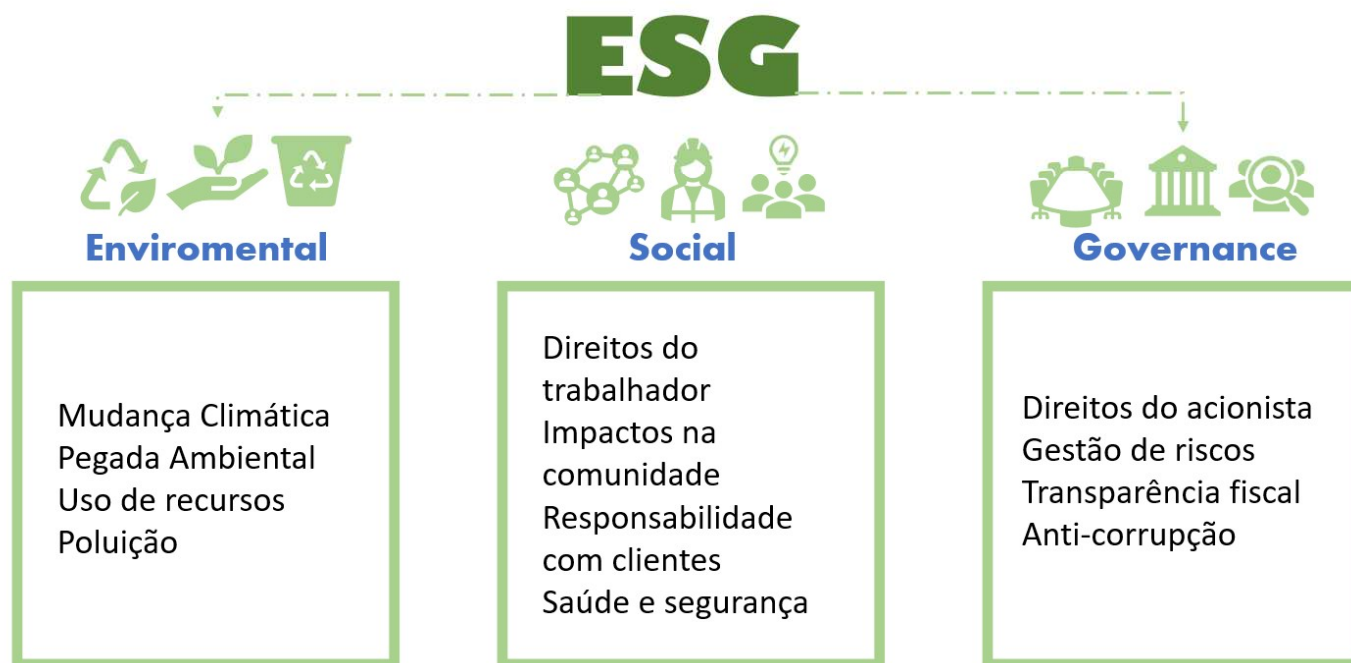 ESG
Enviromental
Mudança Climática
Pegada Ambiental
Uso de recursos
Poluição
Social
Direitos do
trabalhador
Impactos na
comunidade
Responsabilidade
com clientes
Saúde e segurança
Governance
Direitos do acionista
Gestão de riscos
Transparência fiscal
Anti-corrupção